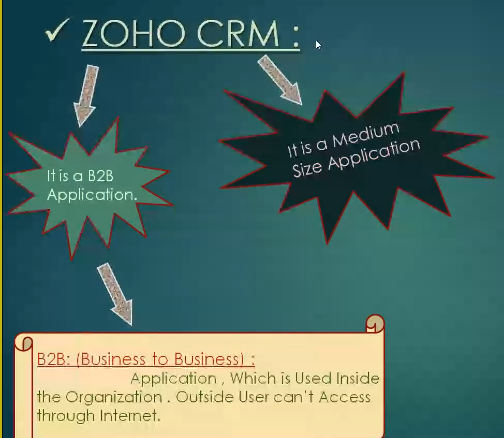 ZOHO CRM :
It is a B2B
Application.
It is a Medium
Size Application
B2B: (Business to Business) :
Application , Which is Used Inside
the Organization . Outside User can't Access
through Internet.